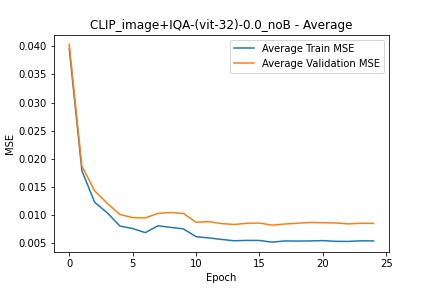 CLIP_image+IQA-(vit-32)-0.0_noB - Average
Average Train MSE
Average Validation MSE
0.040
0.035
0.030
0.025
0.020
0.015
0.010
0.005
MSE
0 5 10 15 20 25
Epoch